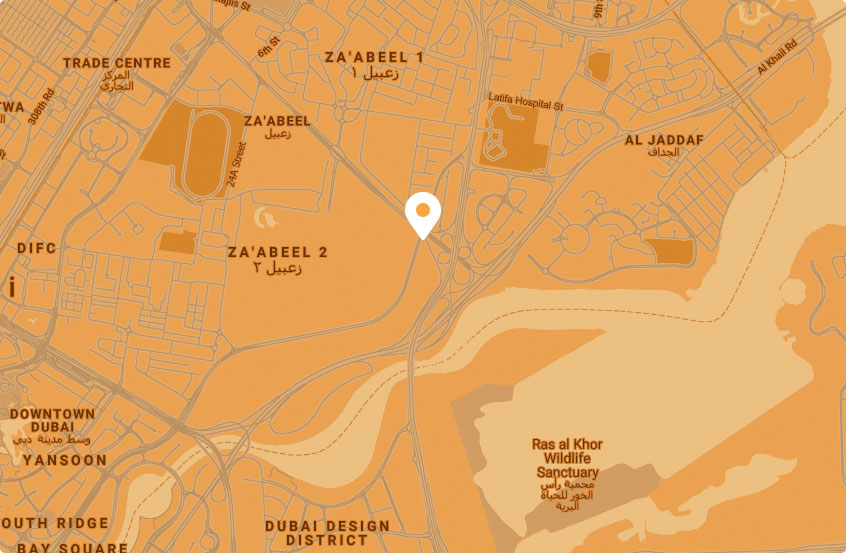 6th St
9th St
ZA'ABEEL 1
زعبيل ١
TRADE CENTRE
المركز
التجاري
Al Khail Rd
308th Rd
Latifa Hospital St
ZA'ABEEL
زعبيل
AL JADDAF
الجداف
24A Street
DIFC
ZA'ABEEL 2
زعبيل ٢
DOWNTOWN
DUBAI
وسط مدينة دبي
YANSOON
Ras al Khor
Wildlife
Sanctuary
محمية رأس
الخور للحياة
البرية
OUTH RIDGE
BAY SQUARE
DUBAI DESIGN
DISTRICT